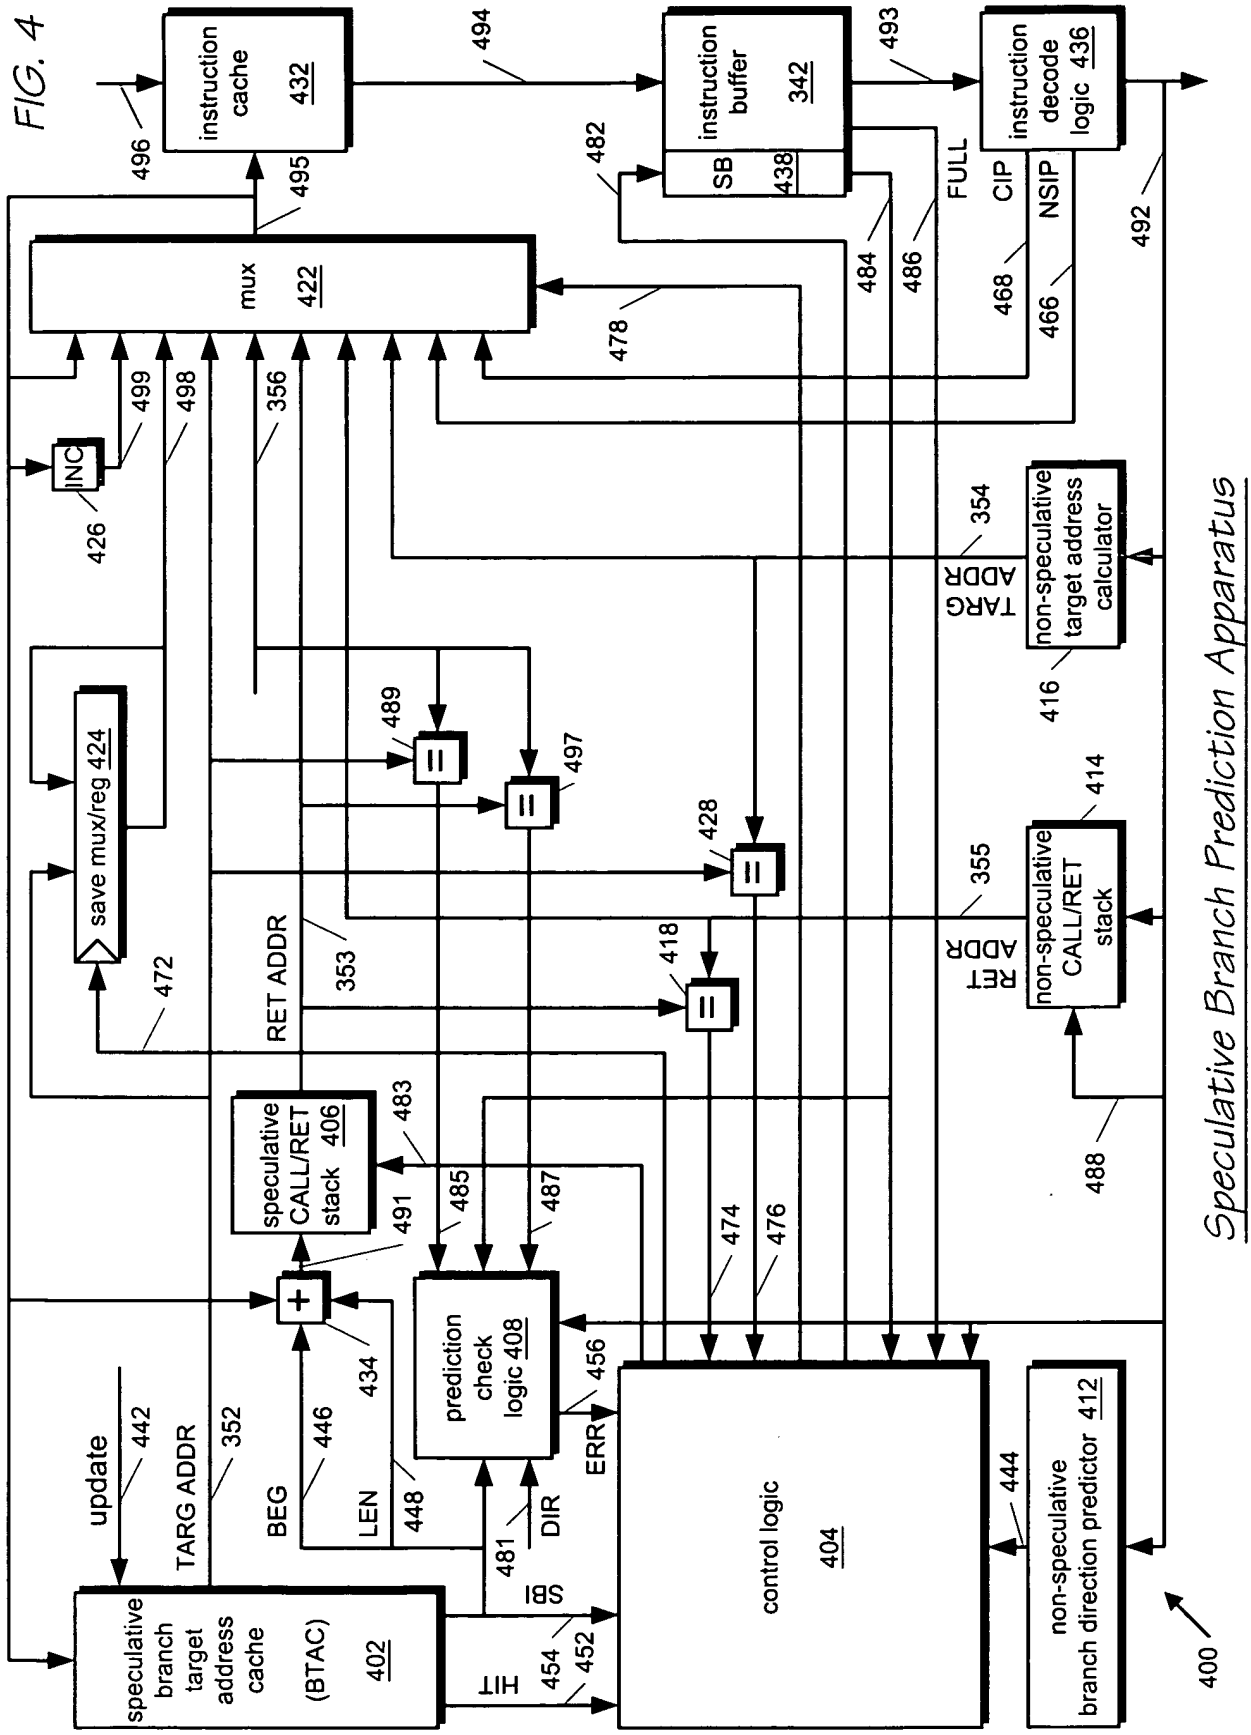 FIG. 4
496
instruction
cache
432
494
instruction
buffer
342
SB
438
493
instruction
decode
logic 436
495
482
FULL
CIP
NSIP
484
486
468
466
492
mux
422
478
INC
426
499
498
356
save mux/reg 424
472
489
497
428
418
TARG
ADDR
354
non-speculative
target address
calculator
416
RET
ADDR
355
non-speculative
CALL/RET
stack
414
488
RET ADDR
353
speculative
CALL/RET
stack 406
483
491
485
487
474
476
+
434
prediction
check
logic 408
456
ERR
update
442
TARG ADDR
352
BEG
446
LEN
448
481
DIR
SBI
454
HIT
452
speculative
branch
target
address
cache
(BTAC)
402
control logic
404
444
non-speculative
branch direction predictor 412
400
=
=
=
=
Speculative Branch Prediction Apparatus